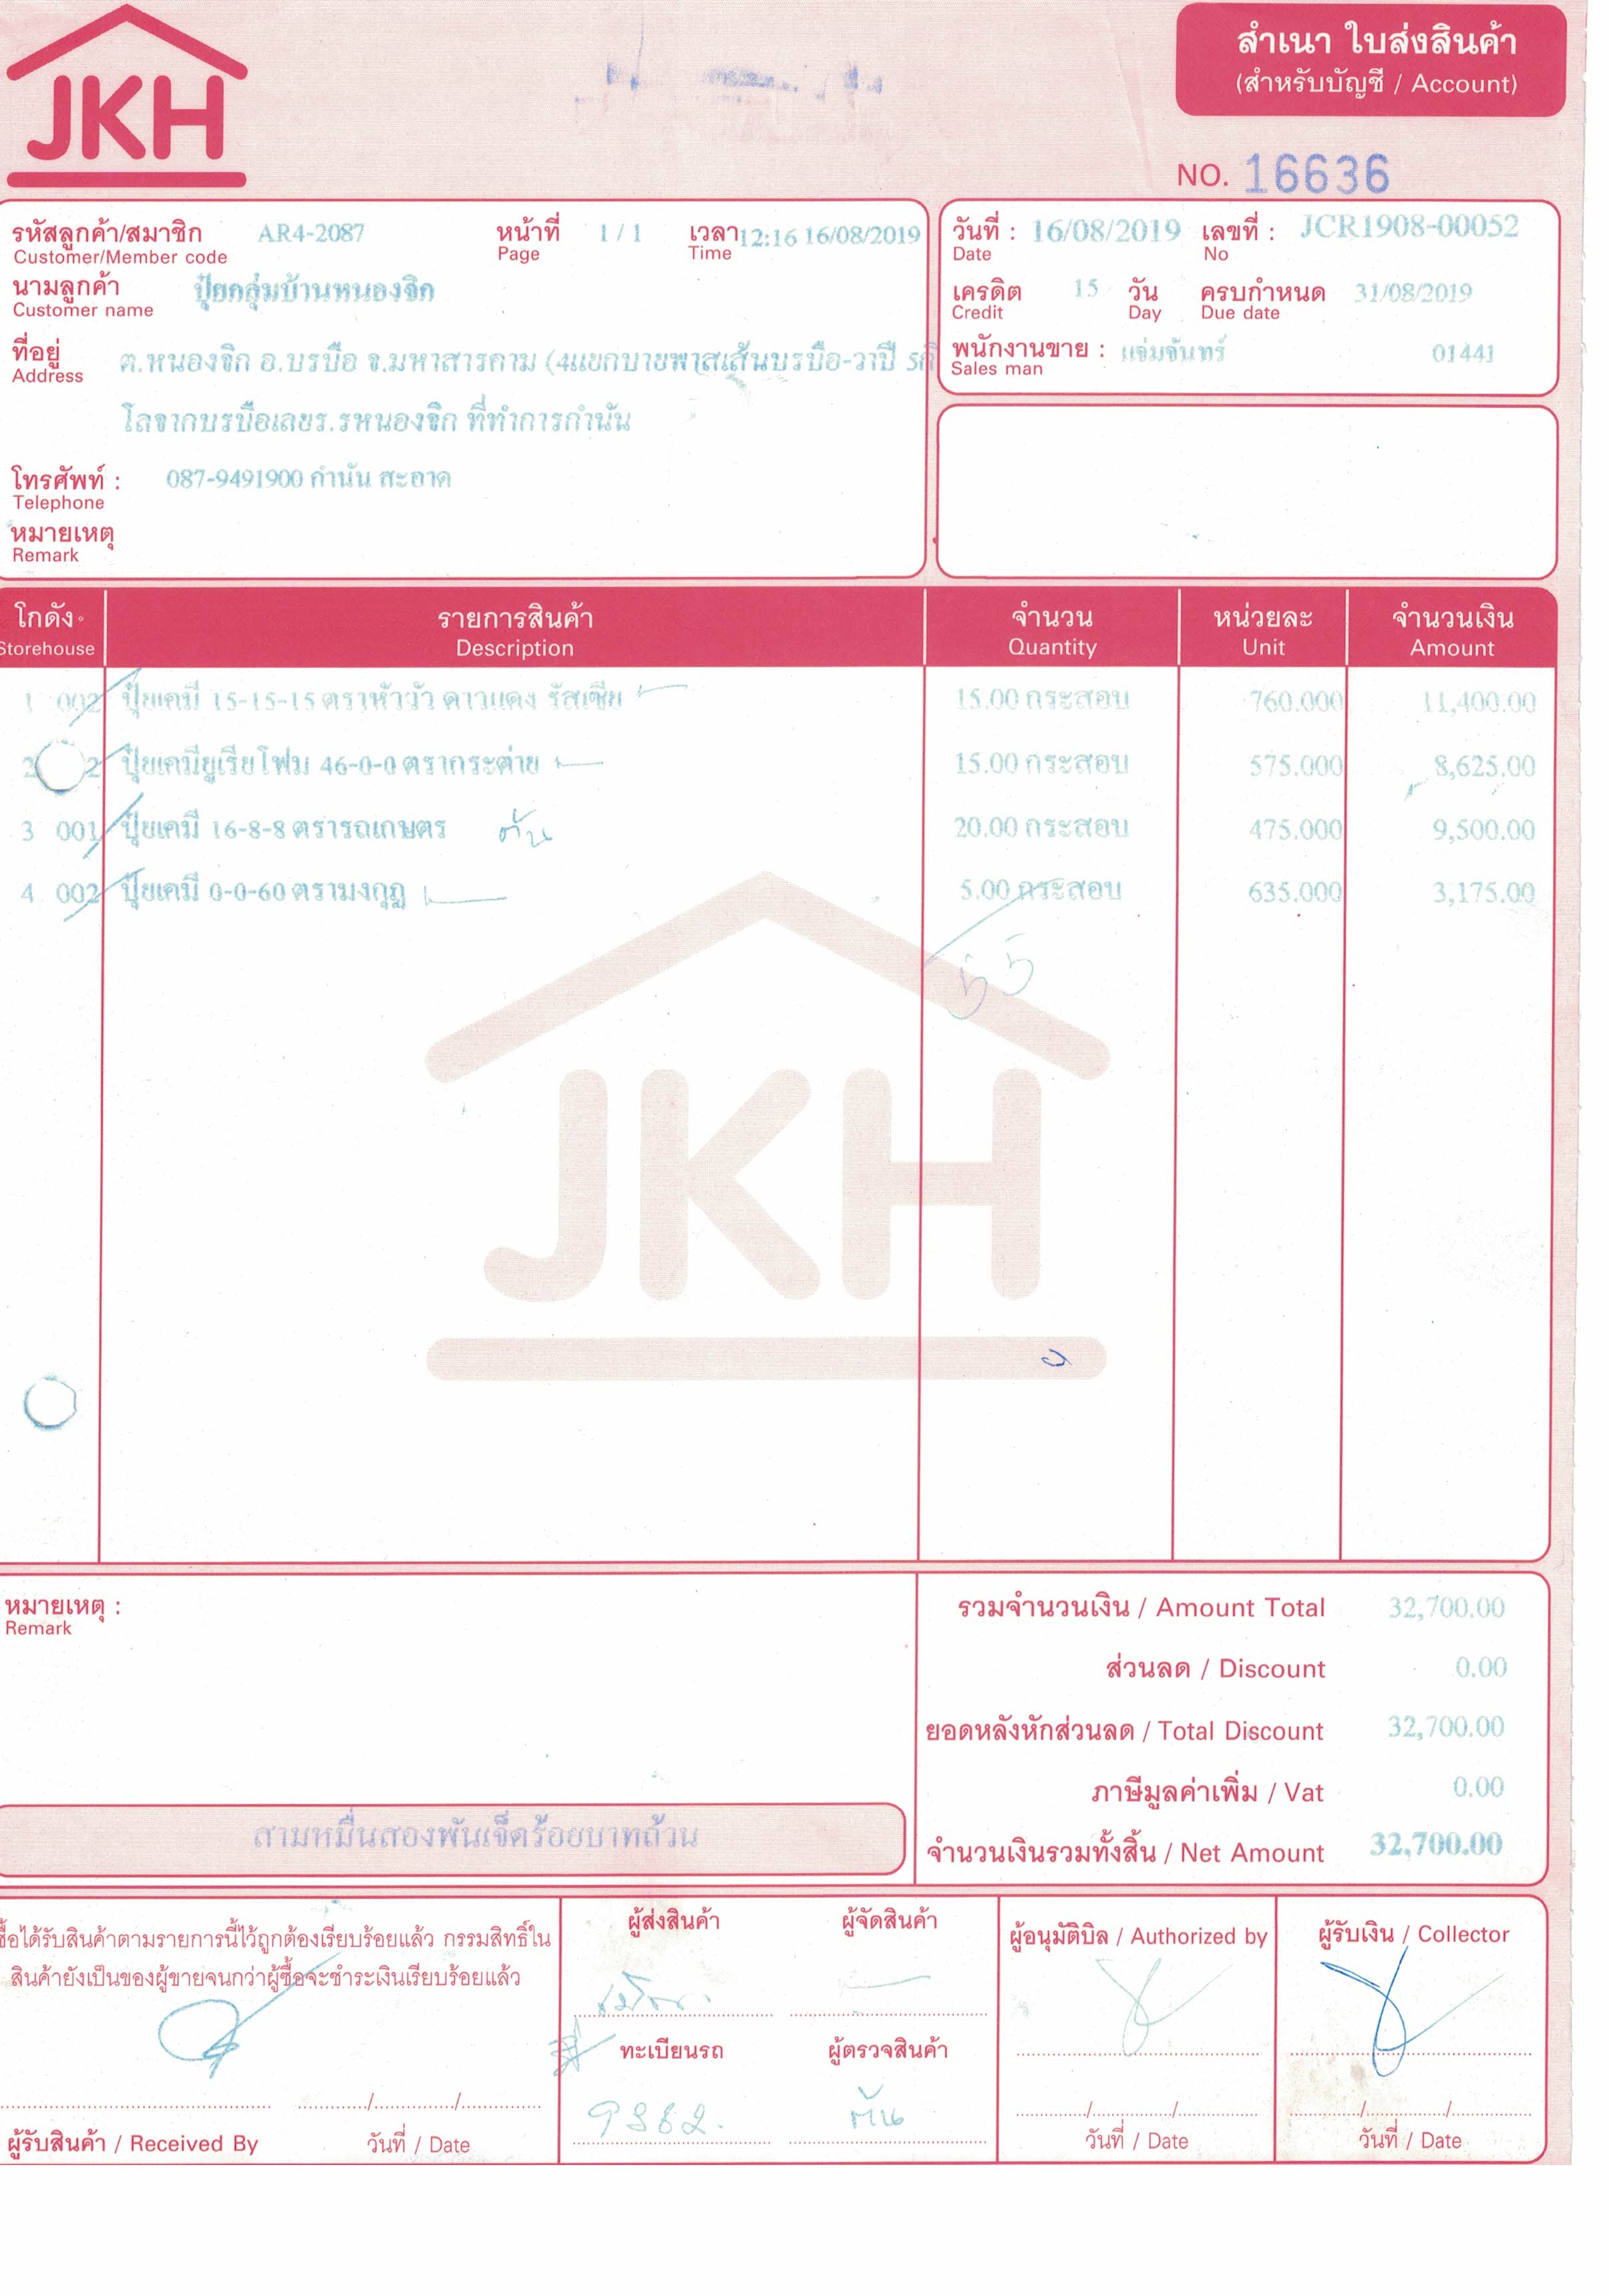 JKH
สำเนา ใบส่งสินค้า
(สำหรับบัญชี / Account)
NO. 16636
รหัสลูกค้า/สมาชิก AR4-2087 หน้าที่ 1 / 1 เวลา 12:16 16/08/2019
Customer/Member code Page Time
นามลูกค้า ปุ๋ยกลุ่มบ้านหนองจิก
Customer name
ที่อยู่ ต.หนองจิก อ.บรบือ จ.มหาสารคาม (4แยกบายพาสเส้นบรบือ-วาปี 5กิ
Address
โลจากบรบือเลยร.รหนองจิก ที่ทำการกำนัน
โทรศัพท์ : 087-9491900 กำนัน สะอาด
Telephone
หมายเหตุ
Remark
วันที่ : 16/08/2019 เลขที่ : JCR1908-00052
Date No
เครดิต 15 วัน ครบกำหนด 31/08/2019
Credit Day Due date
พนักงานขาย : แจ่มจันทร์ 01441
Sales man
โกดัง รายการสินค้า จำนวน หน่วยละ จำนวนเงิน
Storehouse Description Quantity Unit Amount
1 002 ปุ๋ยเคมี 15-15-15 ตราหัววัว ดาวแดง รัสเซีย 15.00 กระสอบ 760.000 11,400.00
2 2 ปุ๋ยเคมียูเรียโฟม 46-0-0 ตรากระต่าย 15.00 กระสอบ 575.000 8,625.00
3 001 ปุ๋ยเคมี 16-8-8 ตรารถเกษตร ต้น 20.00 กระสอบ 475.000 9,500.00
4 002 ปุ๋ยเคมี 0-0-60 ตรามงกุฎ 5.00 กระสอบ 635.000 3,175.00
JKH
หมายเหตุ :
Remark
รวมจำนวนเงิน / Amount Total 32,700.00
ส่วนลด / Discount 0.00
ยอดหลังหักส่วนลด / Total Discount 32,700.00
ภาษีมูลค่าเพิ่ม / Vat 0.00
สามหมื่นสองพันเจ็ดร้อยบาทถ้วน
จำนวนเงินรวมทั้งสิ้น / Net Amount 32,700.00
ซื้อได้รับสินค้าตามรายการนี้ไว้ถูกต้องเรียบร้อยแล้ว กรรมสิทธิ์ใน
สินค้ายังเป็นของผู้ขายจนกว่าผู้ซื้อจะชำระเงินเรียบร้อยแล้ว
ผู้รับสินค้า / Received By วันที่ / Date
ผู้ส่งสินค้า ผู้จัดสินค้า
ทะเบียนรถ ผู้ตรวจสินค้า
ต้น
ผู้อนุมัติบิล / Authorized by
วันที่ / Date
ผู้รับเงิน / Collector
วันที่ / Date